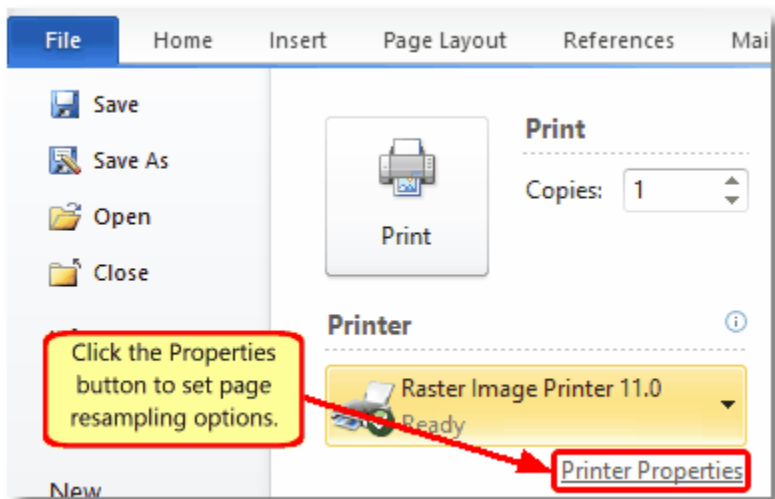 File Home Insert Page Layout References Mai
Save
Save As
Open
Close
New
Print
Print
Copies: 1
Printer
Raster Image Printer 11.0
Ready
Printer Properties
Click the Properties
button to set page
resampling options.